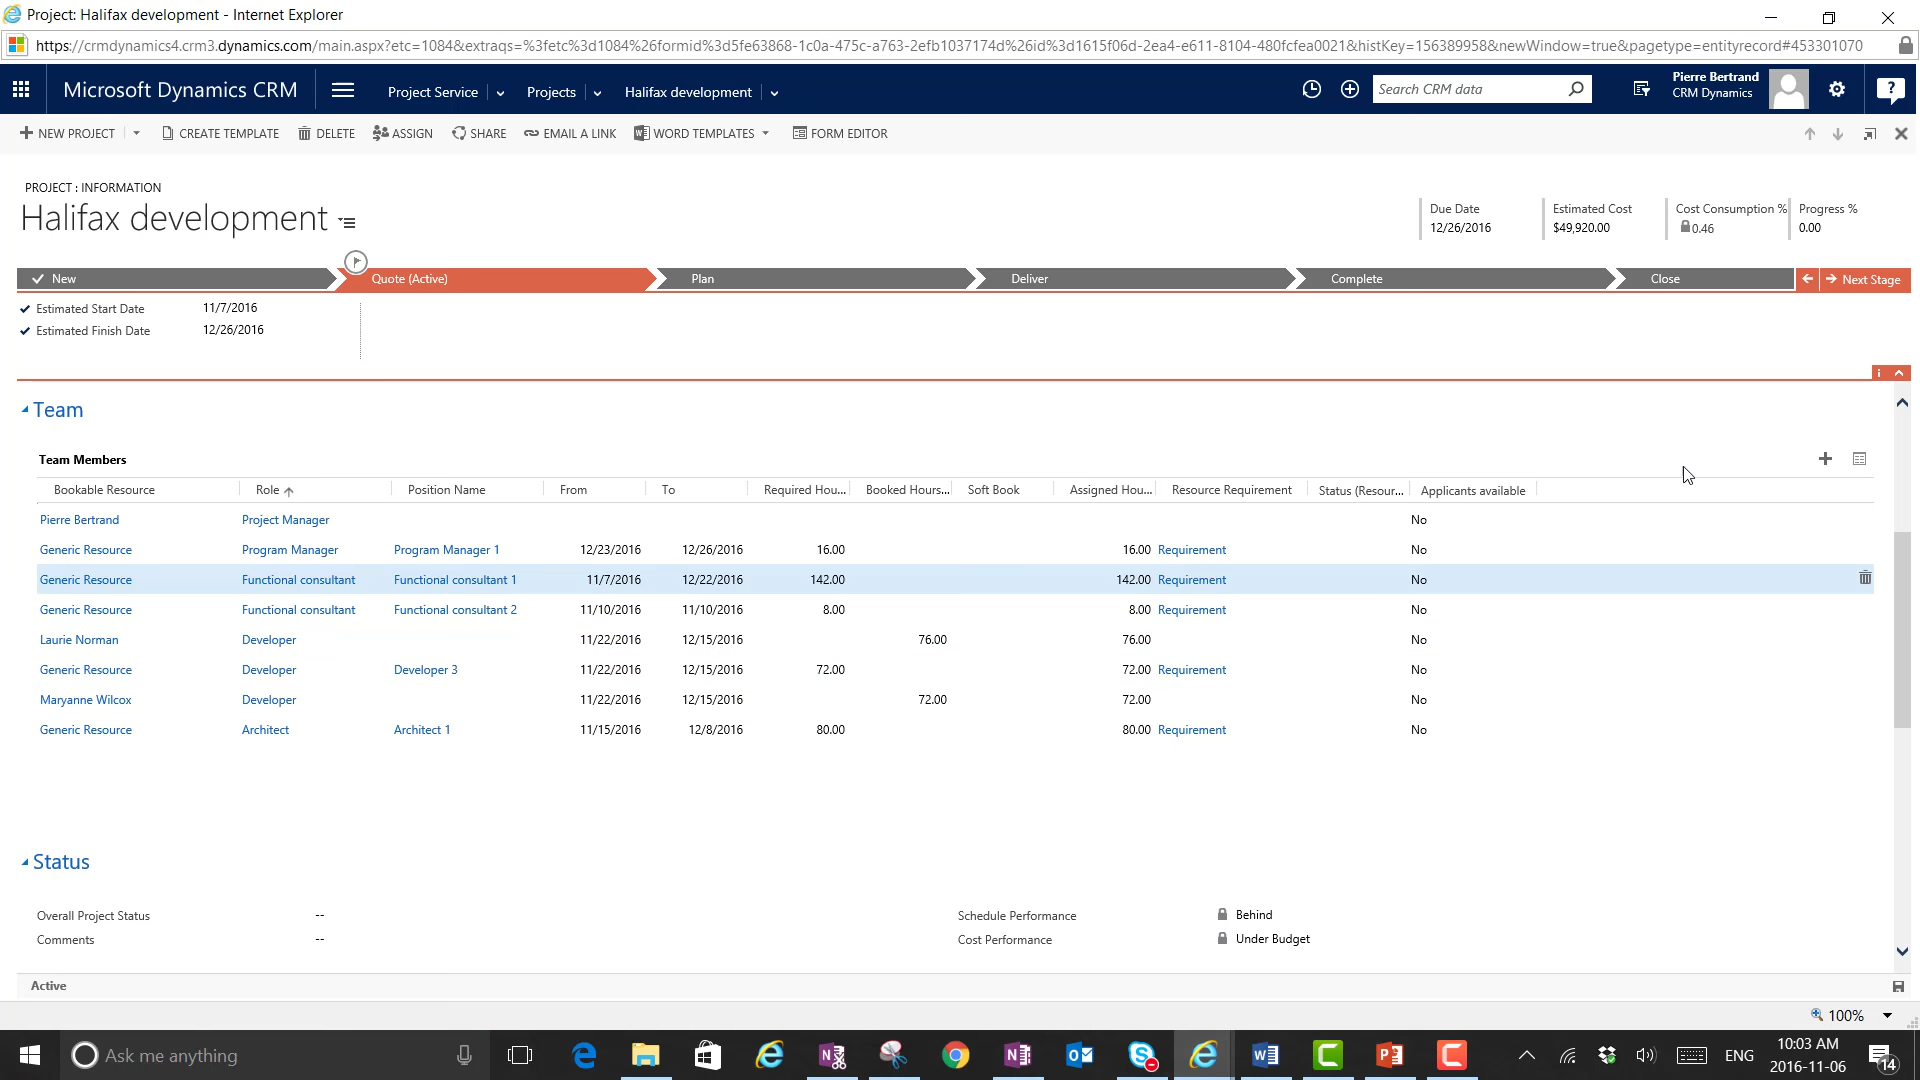 Project: Halifax development - Internet Explorer
https://crmdynamics4.crm3.dynamics.com/main.aspx?etc=1084&extraqs=%3fetc%3d1084%26formid%3d5fe63868-1c0a-475c-a763-2efb1037174d%26id%3d1615f06d-2ea4-e611-8104-480fcfea0021&histKey=156389958&newWindow=true&pagetype=entityrecord#453301070
Microsoft Dynamics CRM Project Service Projects Halifax development Search CRM data Pierre Bertrand
CRM Dynamics
NEW PROJECT CREATE TEMPLATE DELETE ASSIGN SHARE EMAIL A LINK WORD TEMPLATES FORM EDITOR
PROJECT : INFORMATION
Halifax development
Due Date Estimated Cost Cost Consumption % Progress %
12/26/2016 $49,920.00 0.46 0.00
New Quote (Active) Plan Deliver Complete Close Next Stage
Estimated Start Date 11/7/2016
Estimated Finish Date 12/26/2016
Team
Team Members
Bookable Resource Role Position Name From To Required Hou... Booked Hours... Soft Book Assigned Hou... Resource Requirement Status (Resour... Applicants available
Pierre Bertrand Project Manager No
Generic Resource Program Manager Program Manager 1 12/23/2016 12/26/2016 16.00 16.00 Requirement No
Generic Resource Functional consultant Functional consultant 1 11/7/2016 12/22/2016 142.00 142.00 Requirement No
Generic Resource Functional consultant Functional consultant 2 11/10/2016 11/10/2016 8.00 8.00 Requirement No
Laurie Norman Developer 11/22/2016 12/15/2016 76.00 76.00 No
Generic Resource Developer Developer 3 11/22/2016 12/15/2016 72.00 72.00 Requirement No
Maryanne Wilcox Developer 11/22/2016 12/15/2016 72.00 72.00 No
Generic Resource Architect Architect 1 11/15/2016 12/8/2016 80.00 80.00 Requirement No
Status
Overall Project Status -- Schedule Performance Behind
Comments -- Cost Performance Under Budget
Active
100%
Ask me anything ENG 10:03 AM
2016-11-06 14